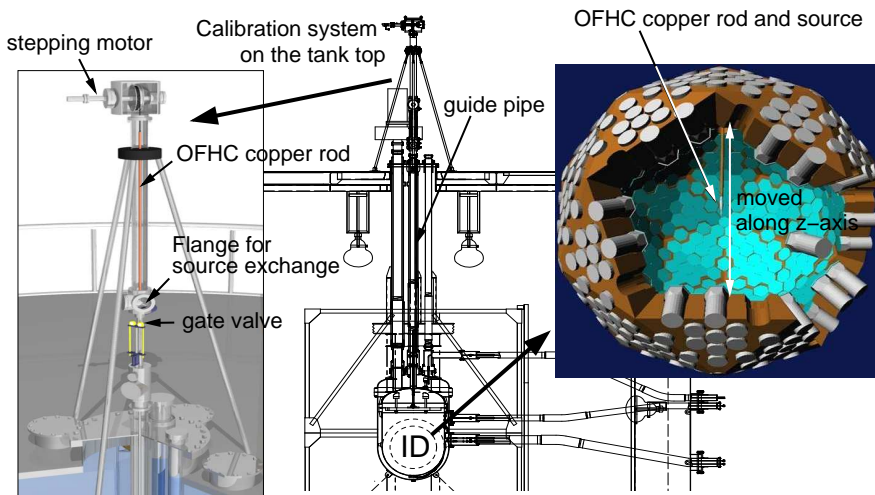 stepping motor
OFHC copper rod
Flange for
source exchange
gate valve
Calibration system
on the tank top
guide pipe
ID
OFHC copper rod and source
moved
along z-axis